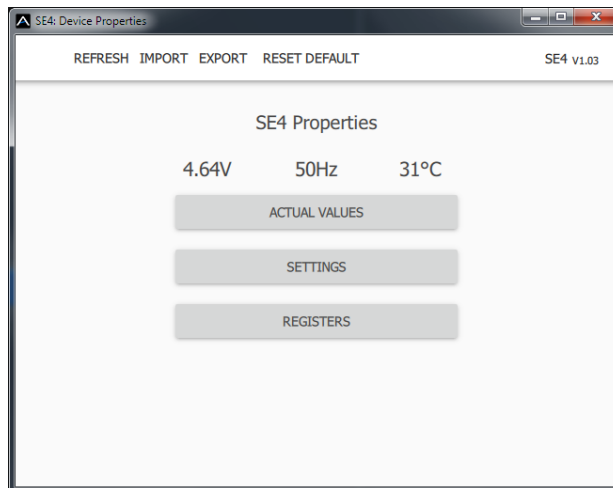 SE4: Device Properties
REFRESH IMPORT EXPORT RESET DEFAULT SE4 V1.03
SE4 Properties
4.64V 50Hz 31°C
ACTUAL VALUES
SETTINGS
REGISTERS